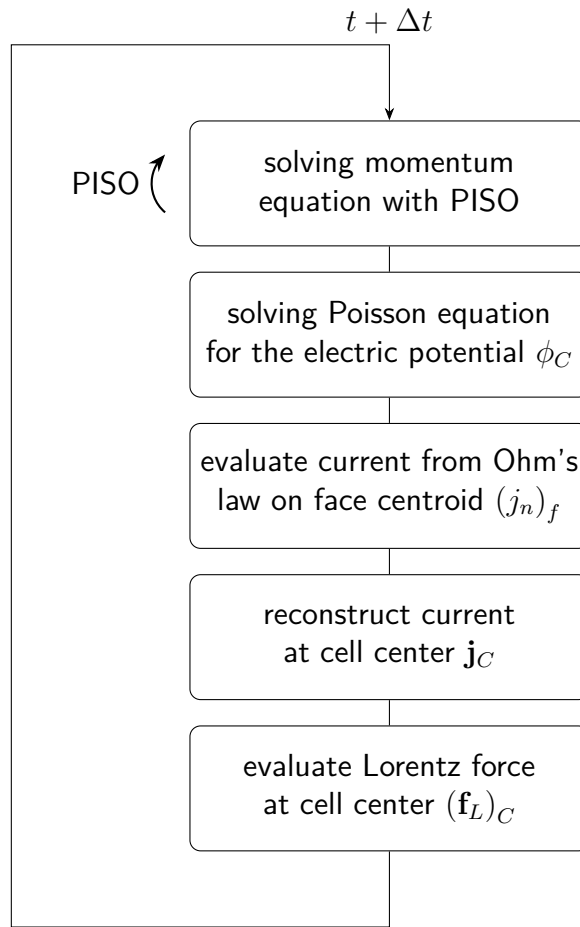 t + Δt
PISO
solving momentum
equation with PISO
solving Poisson equation
for the electric potential ϕ_C
evaluate current from Ohm's
law on face centroid (j_n)_f
reconstruct current
at cell center j_C
evaluate Lorentz force
at cell center (f_L)_C